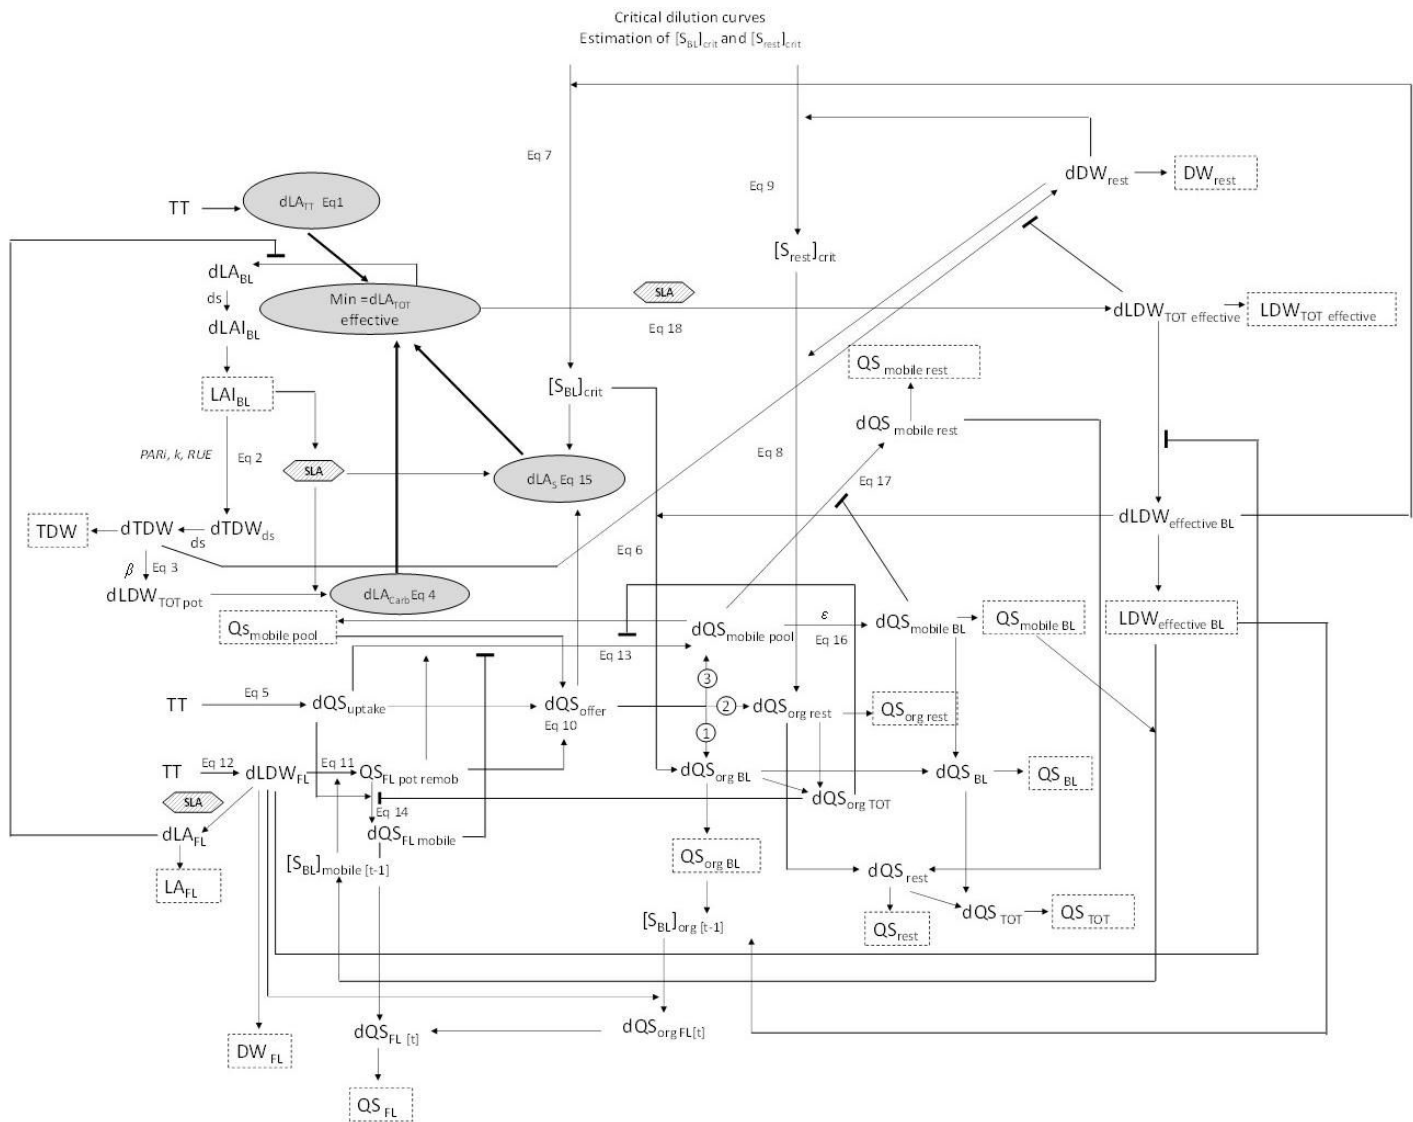 Critical dilution curves
Estimation of [S_BL]_crit and [S_rest]_crit
Eq 7
Eq 9
dDW_rest
DW_rest
TT
dLA_TT Eq1
[S_rest]_crit
dLA_BL
ds
Min =dLA_TOT
effective
SLA
Eq 18
dLDW_TOT effective
LDW_TOT effective
dLAI_BL
QS_mobile rest
LAI_BL
[S_BL]_crit
dQS_mobile rest
PARi, k, RUE
Eq 2
SLA
dLA_S Eq 15
Eq 8
Eq 17
TDW
dTDW
ds
dTDW_ds
dLDW_effective BL
β
Eq 3
Eq 6
dLDW_TOT pot
dLA_Carb Eq 4
ε
LDW_effective BL
Qs_mobile pool
dQS_mobile pool
Eq 16
dQS_mobile BL
QS_mobile BL
Eq 13
3
TT
Eq 5
dQS_uptake
dQS_offer
Eq 10
2
dQS_org rest
QS_org rest
1
TT
Eq 12
dLDW_FL
Eq 11
QS_FL pot remob
dQS_org BL
dQS_BL
QS_BL
SLA
Eq 14
dQS_org TOT
dLA_FL
dQS_FL mobile
[S_BL]_mobile [t-1]
QS_org BL
dQS_rest
LA_FL
[S_BL]_org [t-1]
QS_rest
dQS_TOT
QS_TOT
dQS_FL [t]
dQS_org FL[t]
DW_FL
QS_FL